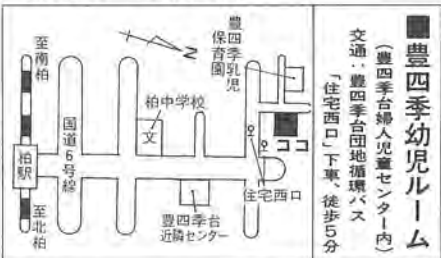 ■豊四季幼児ルーム
（豊四季台婦人児童センター内）
交通：豊四季台団地循環バス
「住宅西口」下車、徒歩5分
豊四季乳児
保育園
ココ
住宅西口
柏中学校
文
豊四季台
近隣センター
国道6号線
至南柏
柏駅
至北柏
N